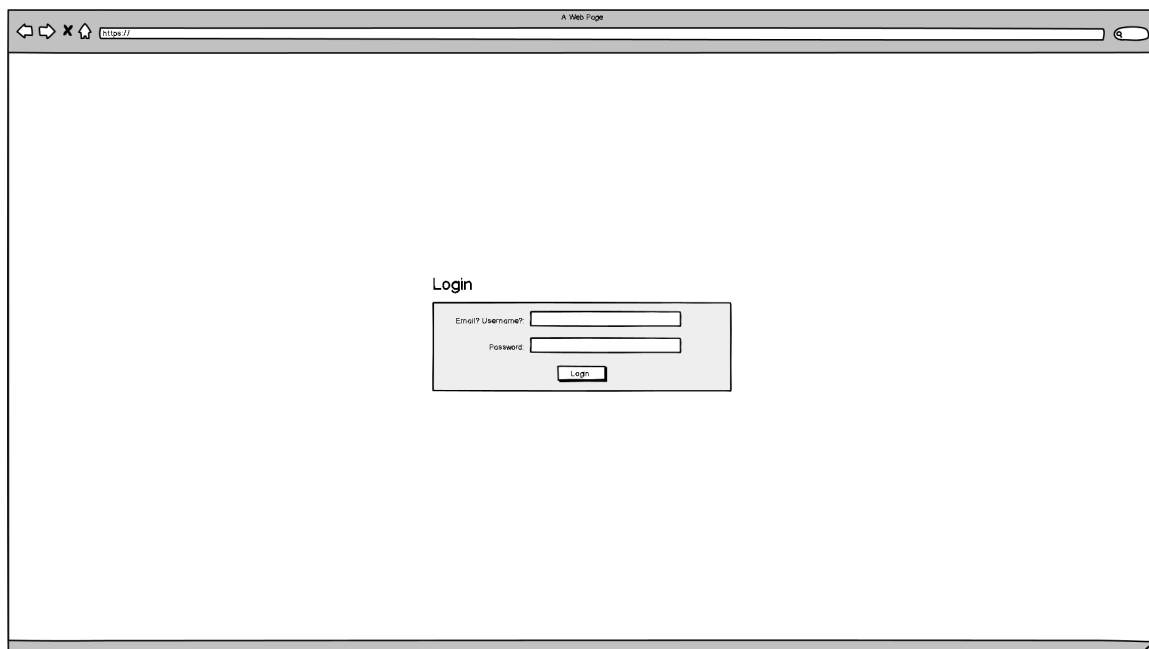 A Web Page
https://
Login
Email? Username?:
Password:
Login